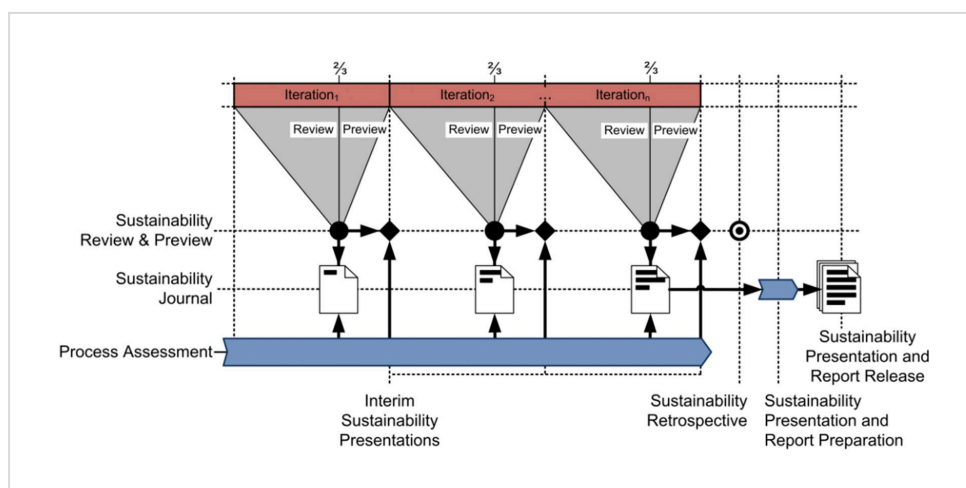 ⅔ ⅔ ⅔
Iteration₁ Iteration₂ ... Iterationₙ
Review Preview Review Preview Review Preview
Sustainability
Review & Preview
Sustainability
Journal
Process Assessment
Sustainability
Presentation and
Report Release
Interim
Sustainability
Presentations
Sustainability
Retrospective
Sustainability
Presentation and
Report Preparation